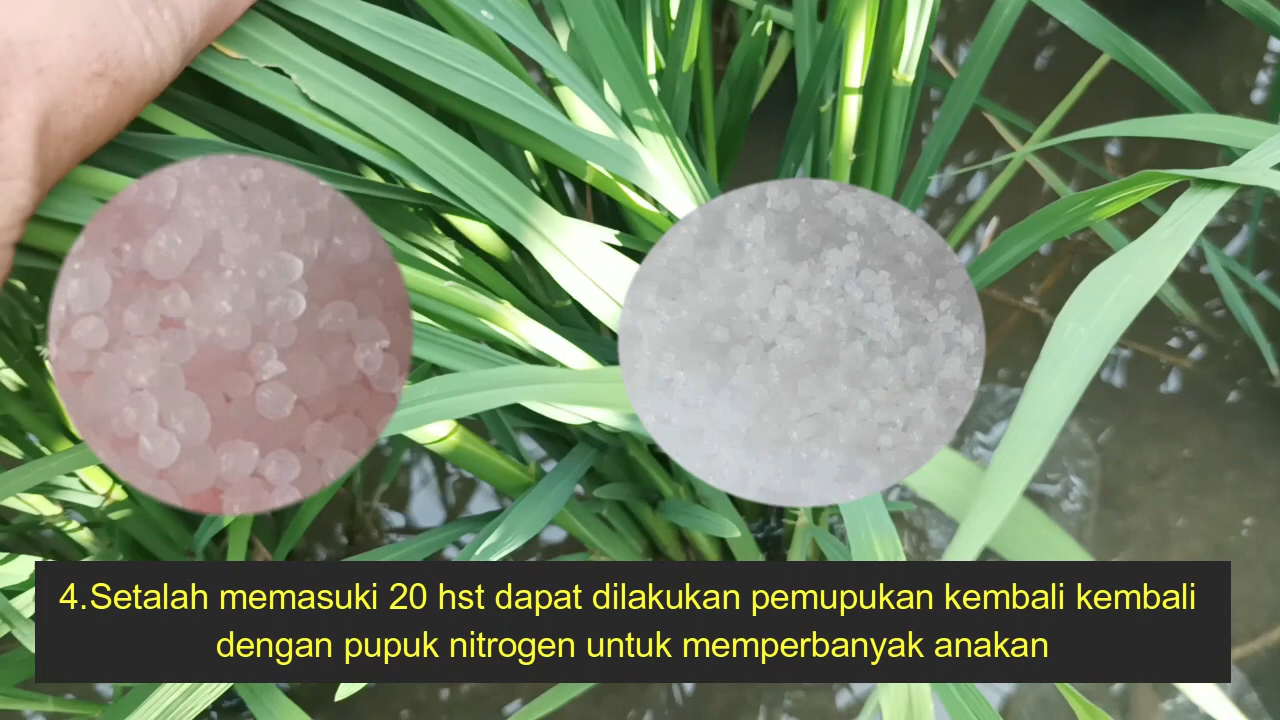 4.Setalah memasuki 20 hst dapat dilakukan pemupukan kembali kembali
dengan pupuk nitrogen untuk memperbanyak anakan